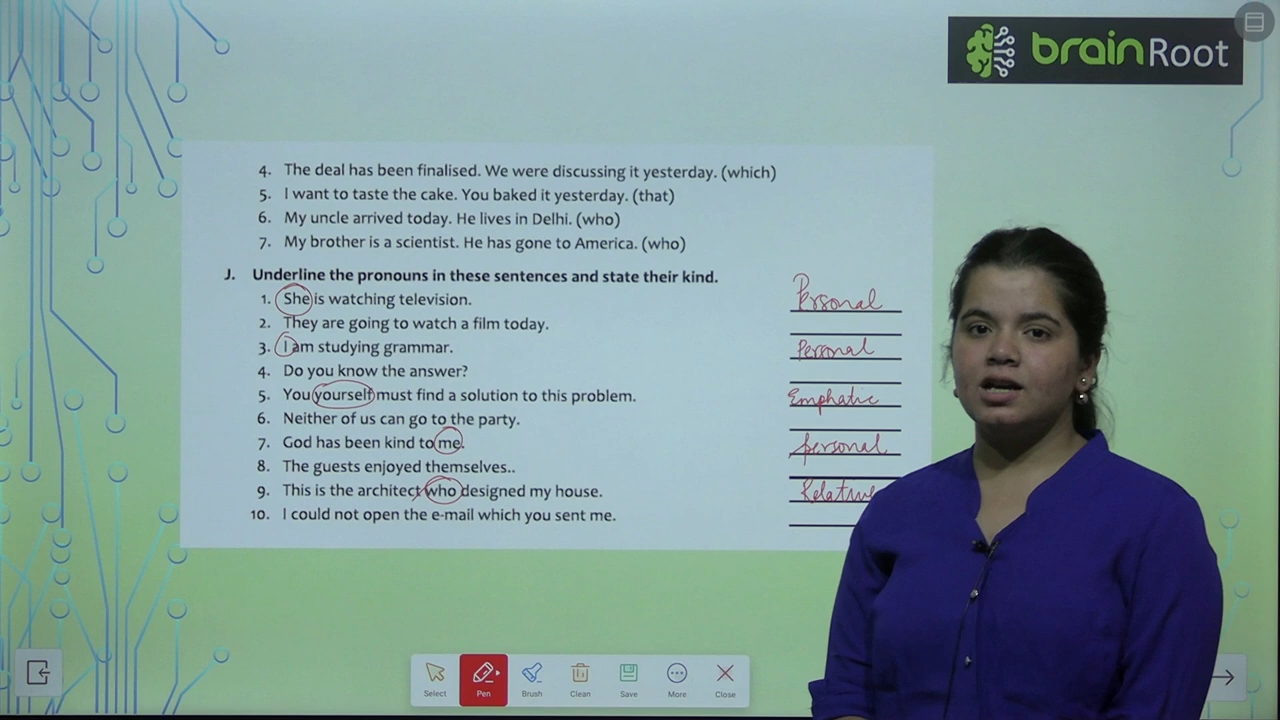 brainRoot
4. The deal has been finalised. We were discussing it yesterday. (which)
5. I want to taste the cake. You baked it yesterday. (that)
6. My uncle arrived today. He lives in Delhi. (who)
7. My brother is a scientist. He has gone to America. (who)
J. Underline the pronouns in these sentences and state their kind.
1. She is watching television. Personal
2. They are going to watch a film today.
3. I am studying grammar. Personal
4. Do you know the answer?
5. You yourself must find a solution to this problem. Emphatic
6. Neither of us can go to the party.
7. God has been kind to me. personal
8. The guests enjoyed themselves..
9. This is the architect who designed my house. Relative
10. I could not open the e-mail which you sent me.
Select Pen Brush Clean Save More Close